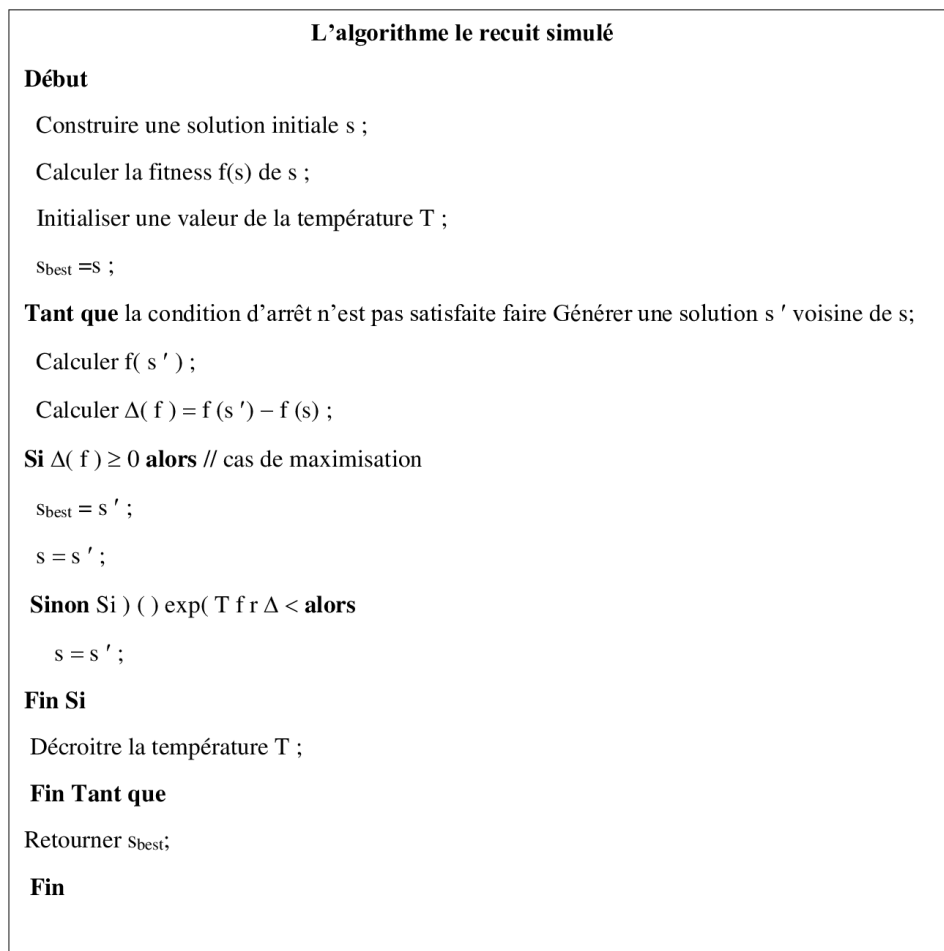 L’algorithme le recuit simulé
Début
Construire une solution initiale s ;
Calculer la fitness f(s) de s ;
Initialiser une valeur de la température T ;
sbest =s ;
Tant que la condition d’arrêt n’est pas satisfaite faire Générer une solution s ′ voisine de s;
Calculer f( s ′ ) ;
Calculer Δ( f ) = f (s ′) − f (s) ;
Si Δ( f ) ≥ 0 alors // cas de maximisation
sbest = s ′ ;
s = s ′ ;
Sinon Si ) ( ) exp( T f r Δ < alors
s = s ′ ;
Fin Si
Décroitre la température T ;
Fin Tant que
Retourner sbest;
Fin